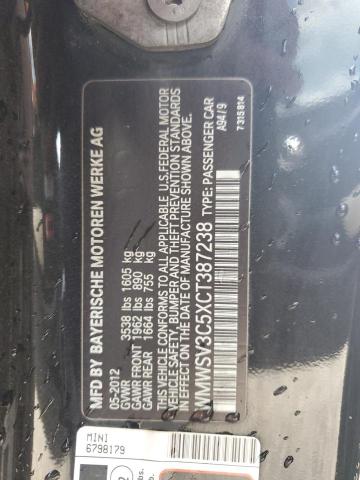 MFD BY BAYERISCHE MOTOREN WERKE AG
05-2012
GVWR 3538 lbs 1605 kg
GAWR FRONT 1962 lbs 890 kg
GAWR REAR 1664 lbs 755 kg
THIS VEHICLE CONFORMS TO ALL APPLICABLE U.S. FEDERAL MOTOR
VEHICLE SAFETY, BUMPER AND THEFT PREVENTION STANDARDS
IN EFFECT ON THE DATE OF MANUFACTURE SHOWN ABOVE.
WMWSV3C5XCT387238 TYPE: PASSENGER CAR
A94/9
7315814
MINI
6798179